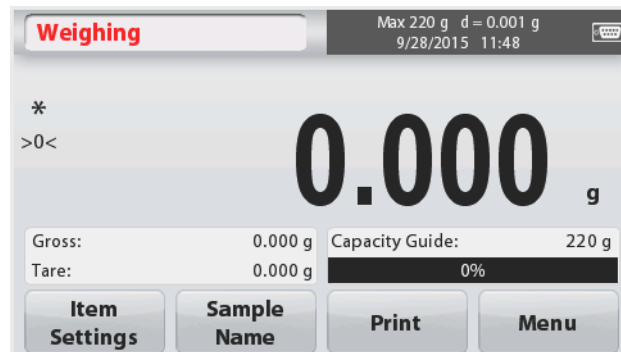 Weighing
Max 220 g d = 0.001 g
9/28/2015 11:48
*
>0<
0.000 g
Gross: 0.000 g
Tare: 0.000 g
Capacity Guide: 220 g
0%
Item
Settings
Sample
Name
Print
Menu